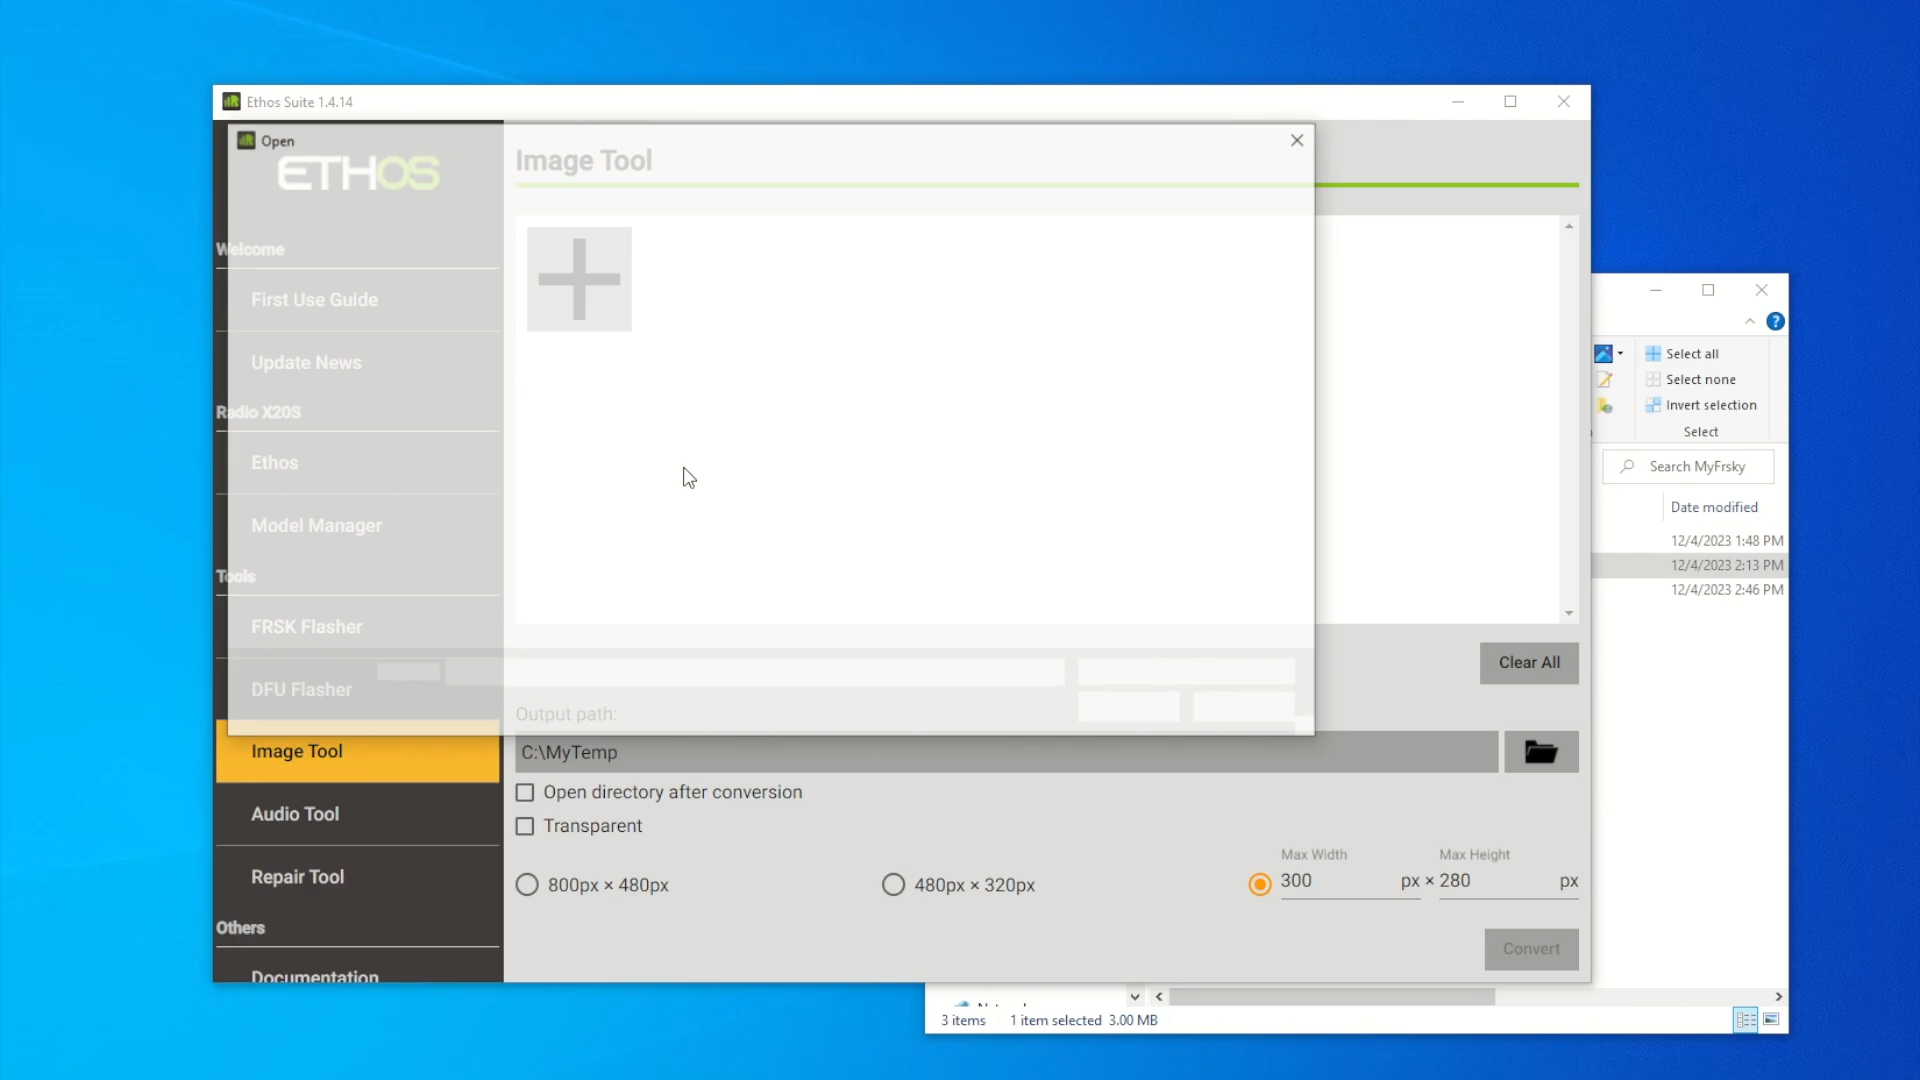 Ethos Suite 1.4.14
Open
ETHOS
Image Tool
Welcome
First Use Guide
Update News
Radio X20S
Ethos
Model Manager
Tools
FRSK Flasher
DFU Flasher
Image Tool
Audio Tool
Repair Tool
Others
Documentation
Clear All
Output path:
C:\MyTemp
Open directory after conversion
Transparent
800px × 480px
480px × 320px
Max Width
300 px ×
Max Height
280 px
Convert
Select all
Select none
Invert selection
Select
Search MyFrsky
Date modified
12/4/2023 1:48 PM
12/4/2023 2:13 PM
12/4/2023 2:46 PM
3 items 1 item selected 3.00 MB